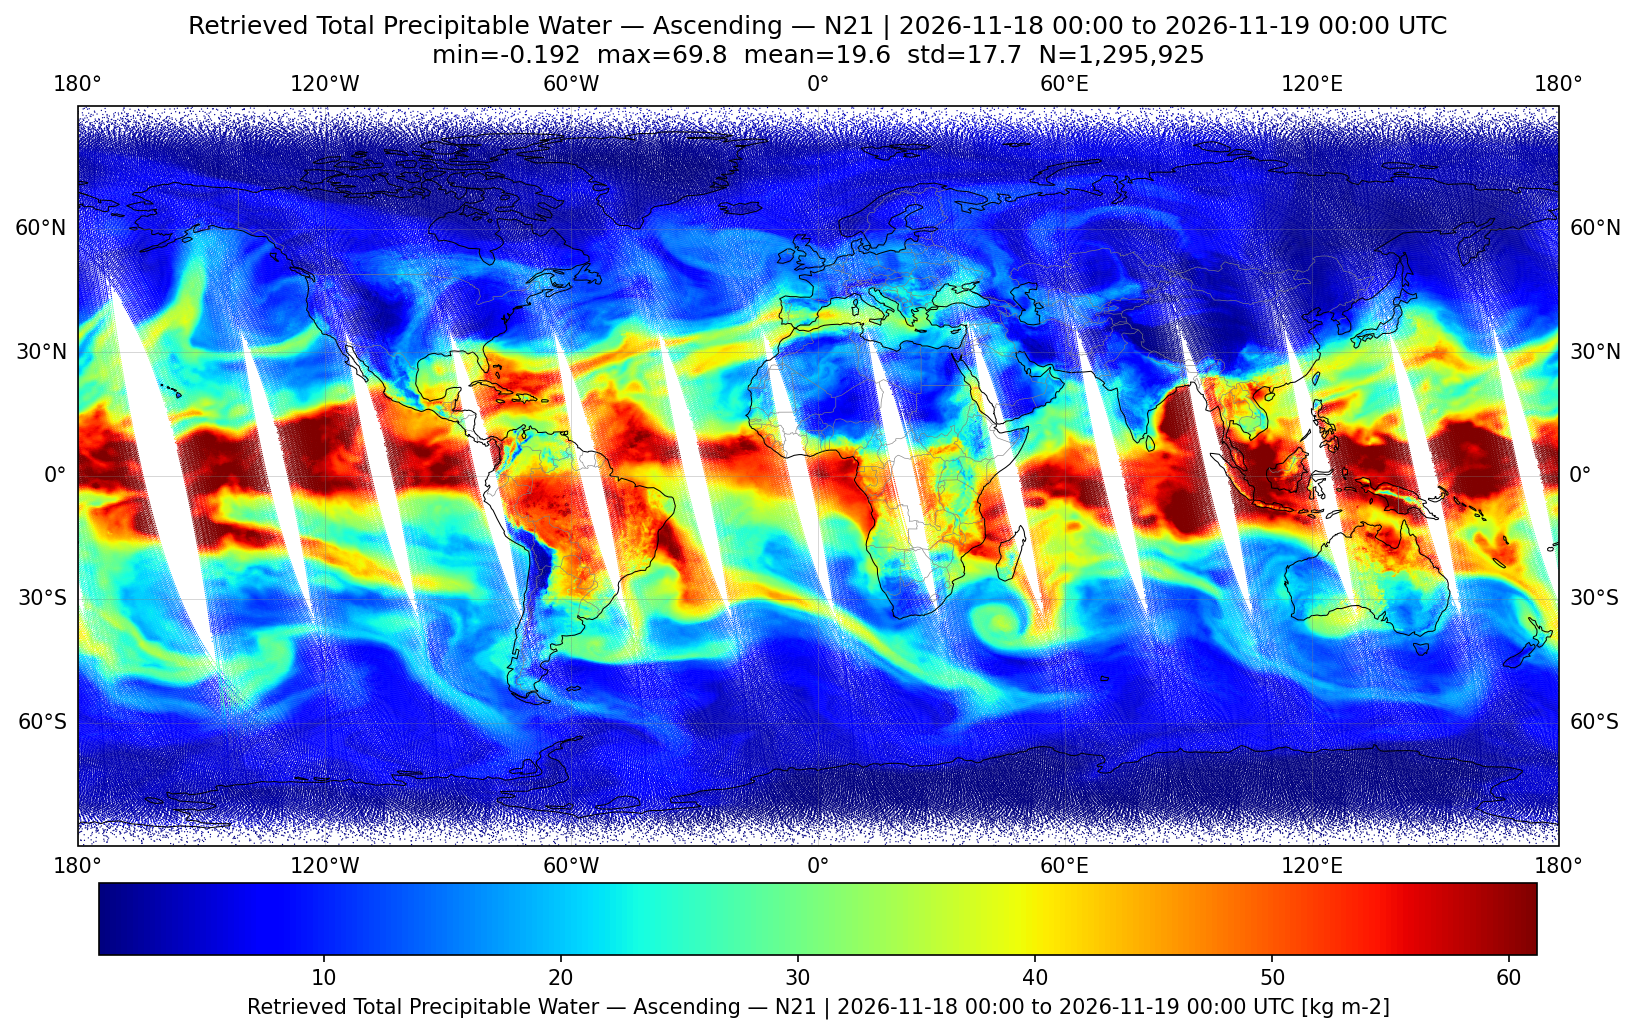 Retrieved Total Precipitable Water — Ascending — N21 | 2026-11-18 00:00 to 2026-11-19 00:00 UTC
min=-0.192 max=69.8 mean=19.6 std=17.7 N=1,295,925
180° 120°W 60°W 0° 60°E 120°E 180°
60°N 60°N
30°N 30°N
0° 0°
30°S 30°S
60°S 60°S
180° 120°W 60°W 0° 60°E 120°E 180°
10 20 30 40 50 60
Retrieved Total Precipitable Water — Ascending — N21 | 2026-11-18 00:00 to 2026-11-19 00:00 UTC [kg m-2]